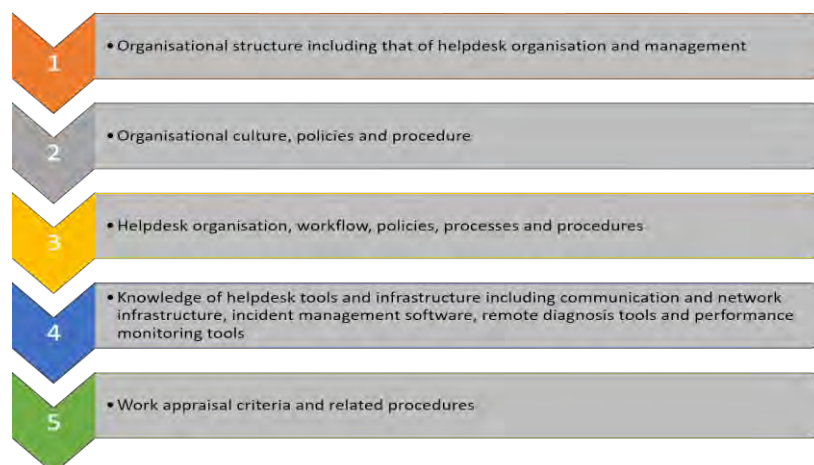 1
• Organisational structure including that of helpdesk organisation and management
2
• Organisational culture, policies and procedure
3
• Helpdesk organisation, workflow, policies, processes and procedures
4
• Knowledge of helpdesk tools and infrastructure including communication and network
infrastructure, incident management software, remote diagnosis tools and performance
monitoring tools
5
• Work appraisal criteria and related procedures